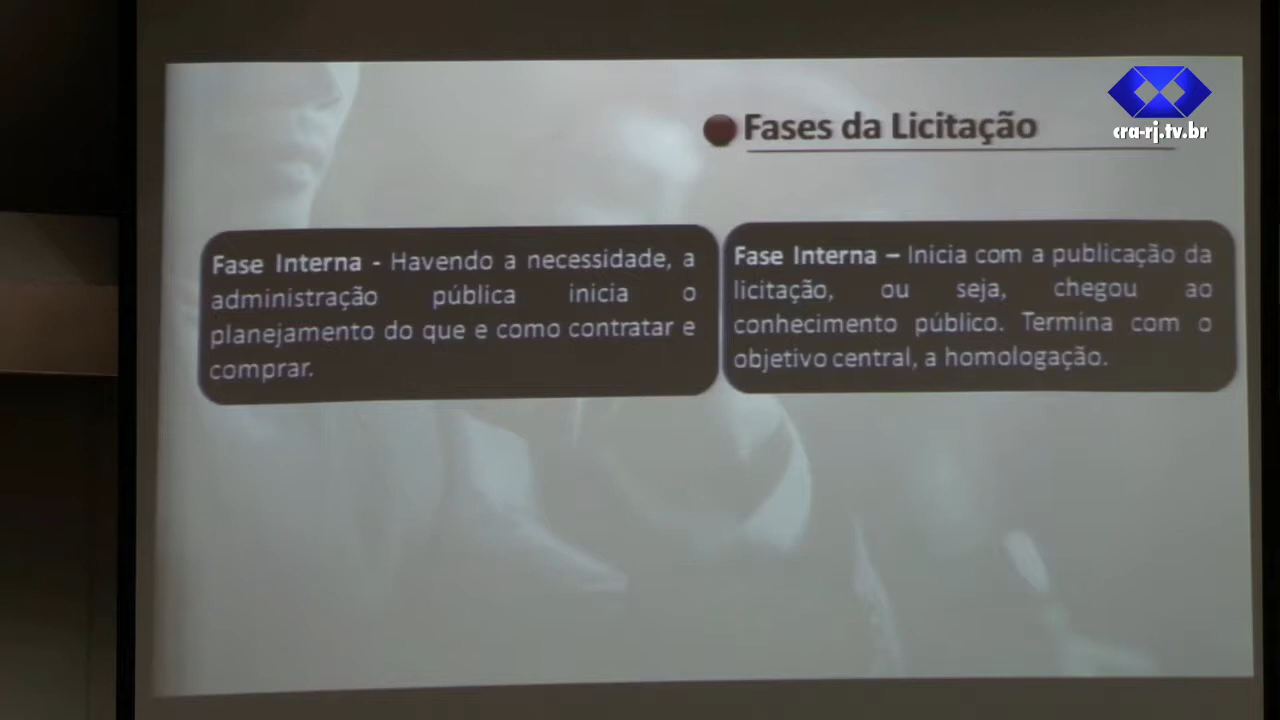 cra-rj.tv.br
Fases da Licitação
Fase Interna - Havendo a necessidade, a
administração pública inicia o
planejamento do que e como contratar e
comprar.
Fase Interna – Inicia com a publicação da
licitação, ou seja, chegou ao
conhecimento público. Termina com o
objetivo central, a homologação.